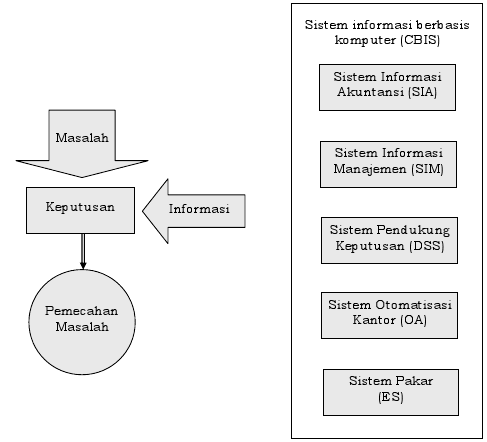 Masalah
Keputusan
Informasi
Pemecahan
Masalah
Sistem informasi berbasis
komputer (CBIS)
Sistem Informasi
Akuntansi (SIA)
Sistem Informasi
Manajemen (SIM)
Sistem Pendukung
Keputusan (DSS)
Sistem Otomatisasi
Kantor (OA)
Sistem Pakar
(ES)